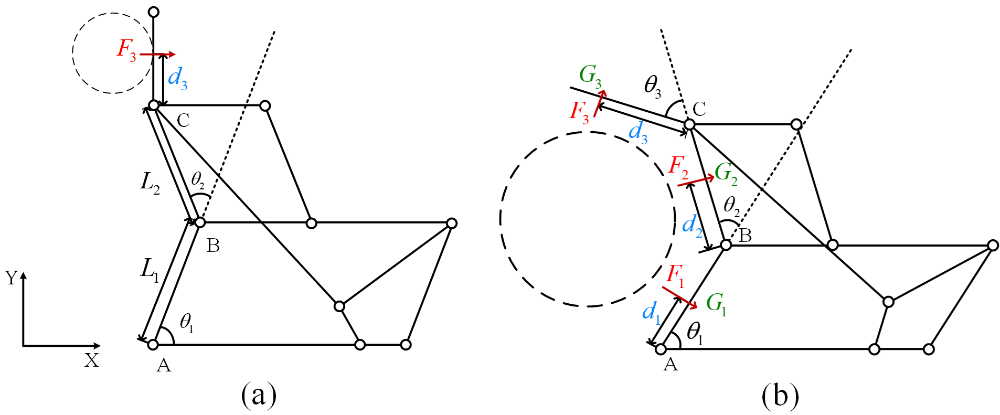 F₃
d₃
C
L₂
θ₂
B
L₁
θ₁
Y
X
A
(a)
G₃
θ₃
F₃
C
d₃
F₂
G₂
θ₂
d₂
B
F₁
d₁
G₁
θ₁
A
(b)